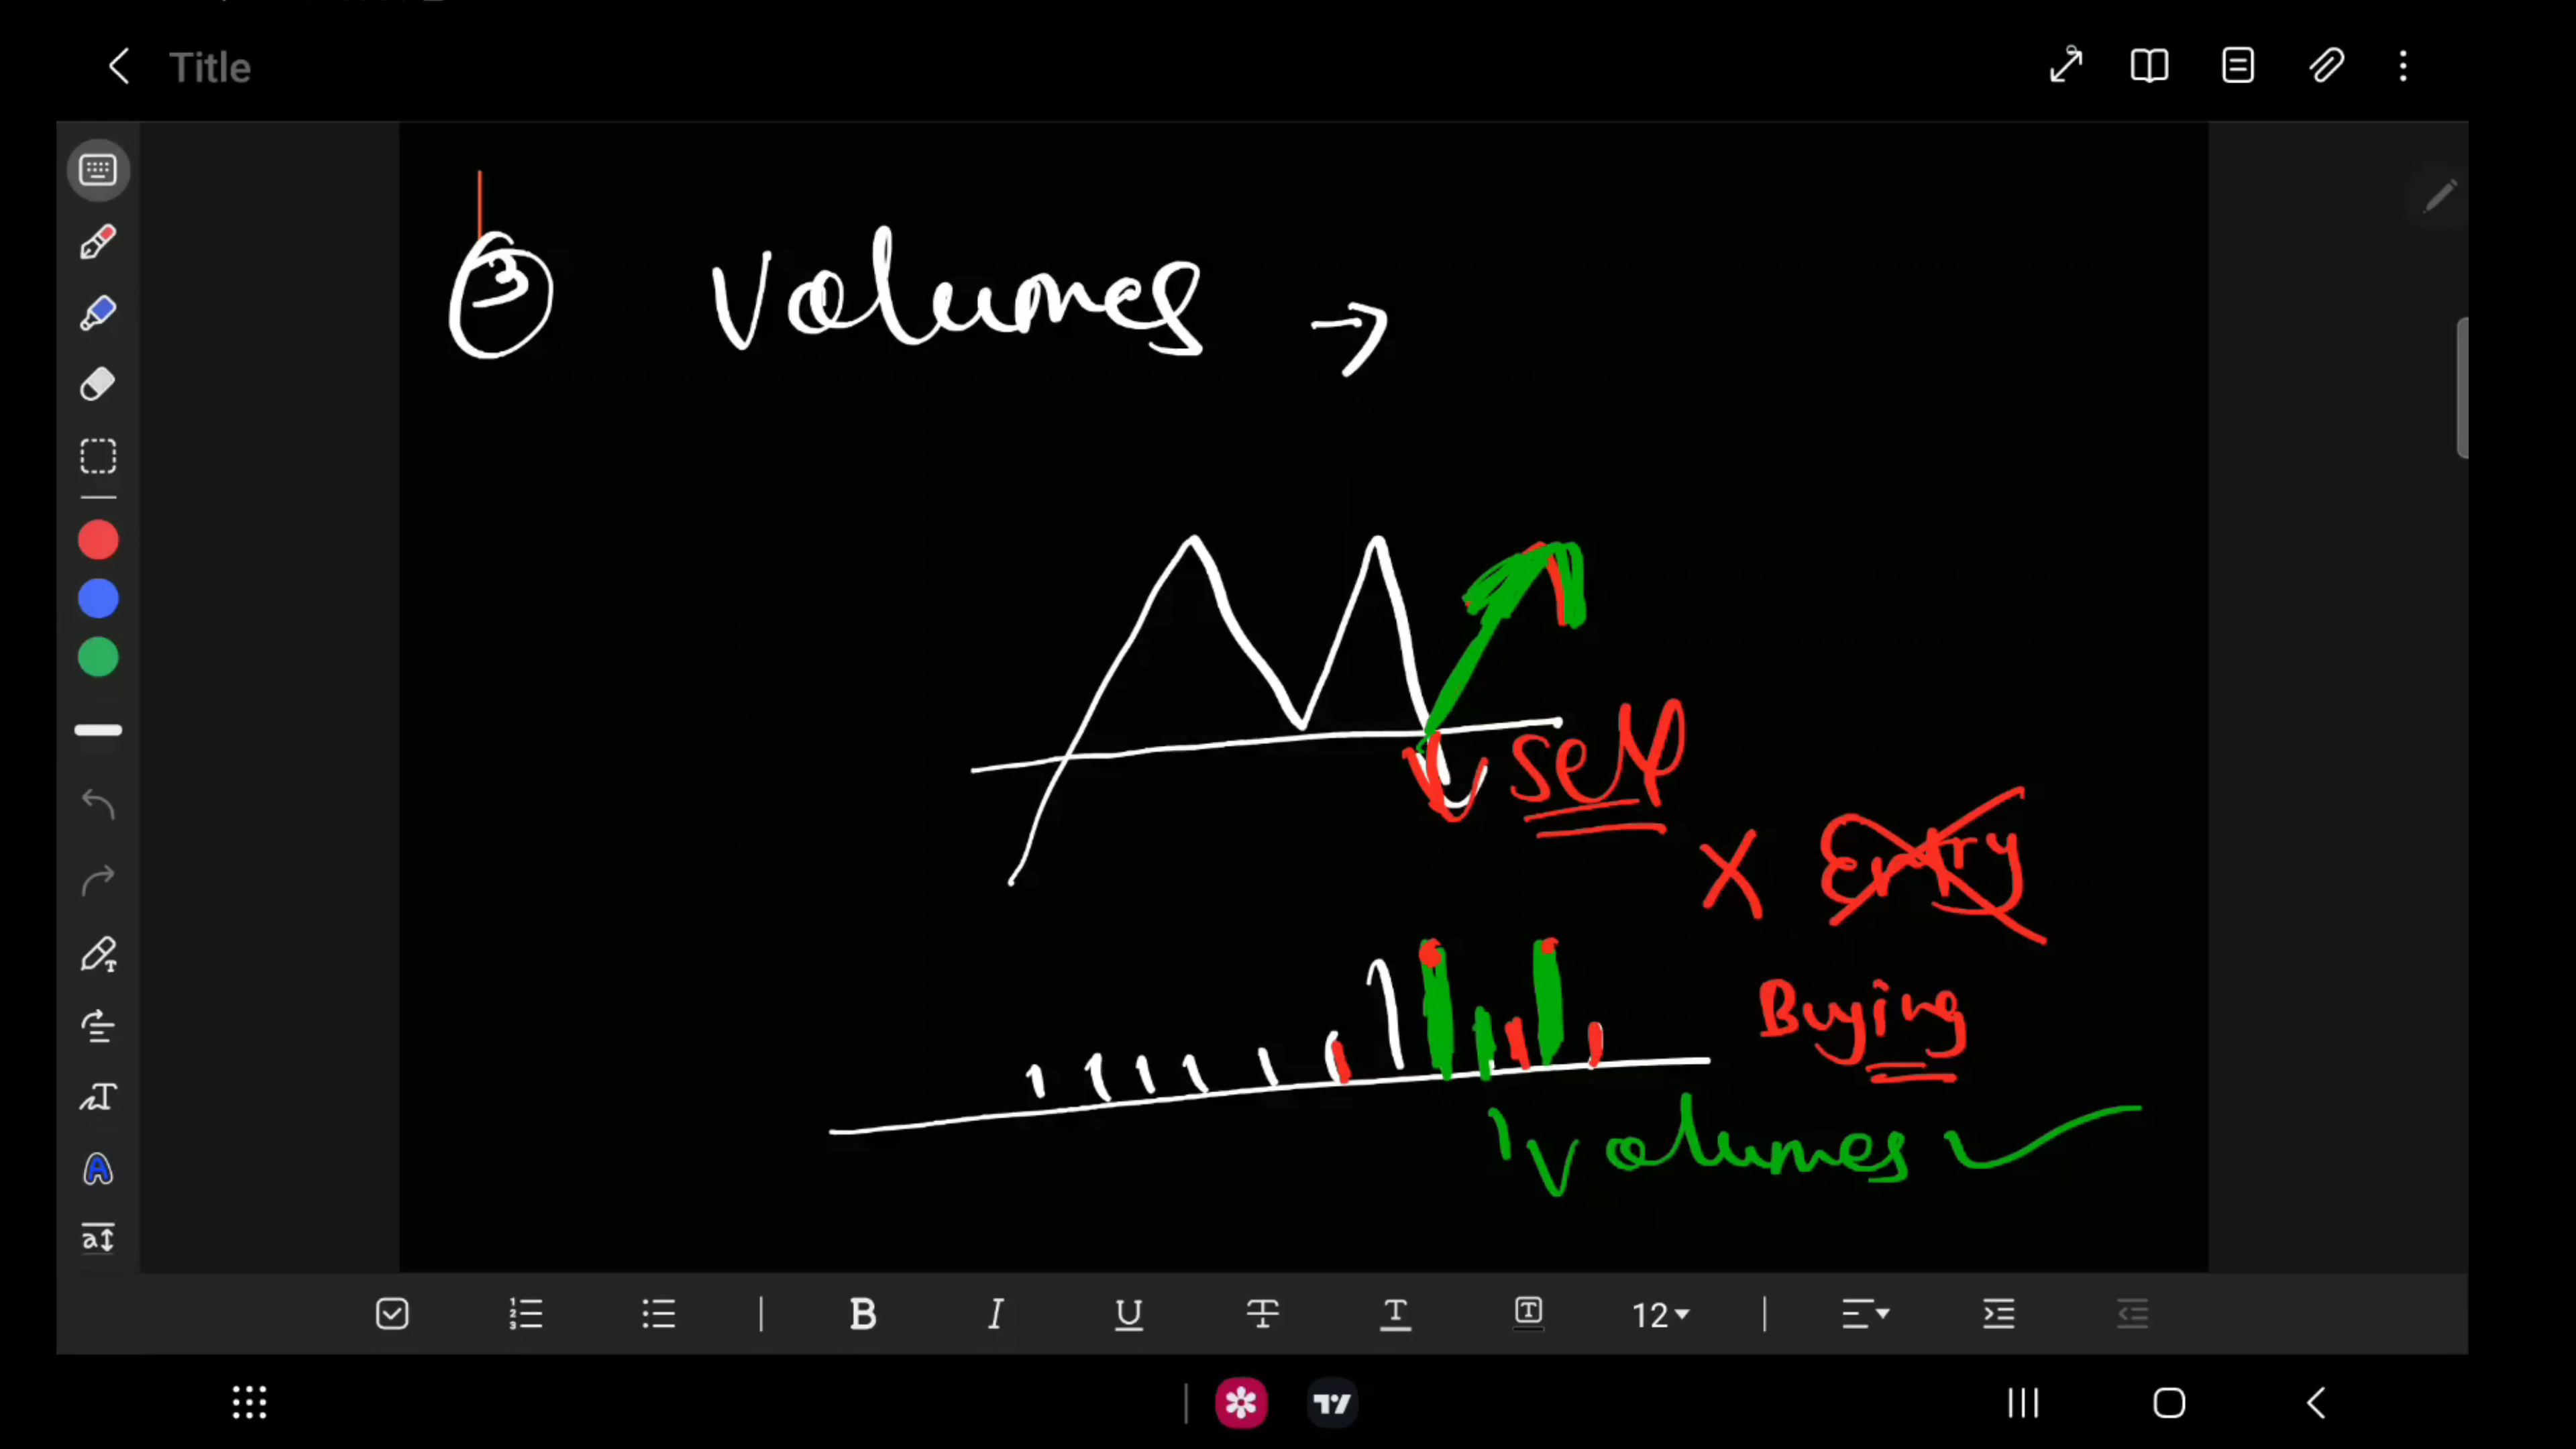 Title
③ Volumes →
Sell
X Entry
Buying
Volumes ✓
B I U T T T 12